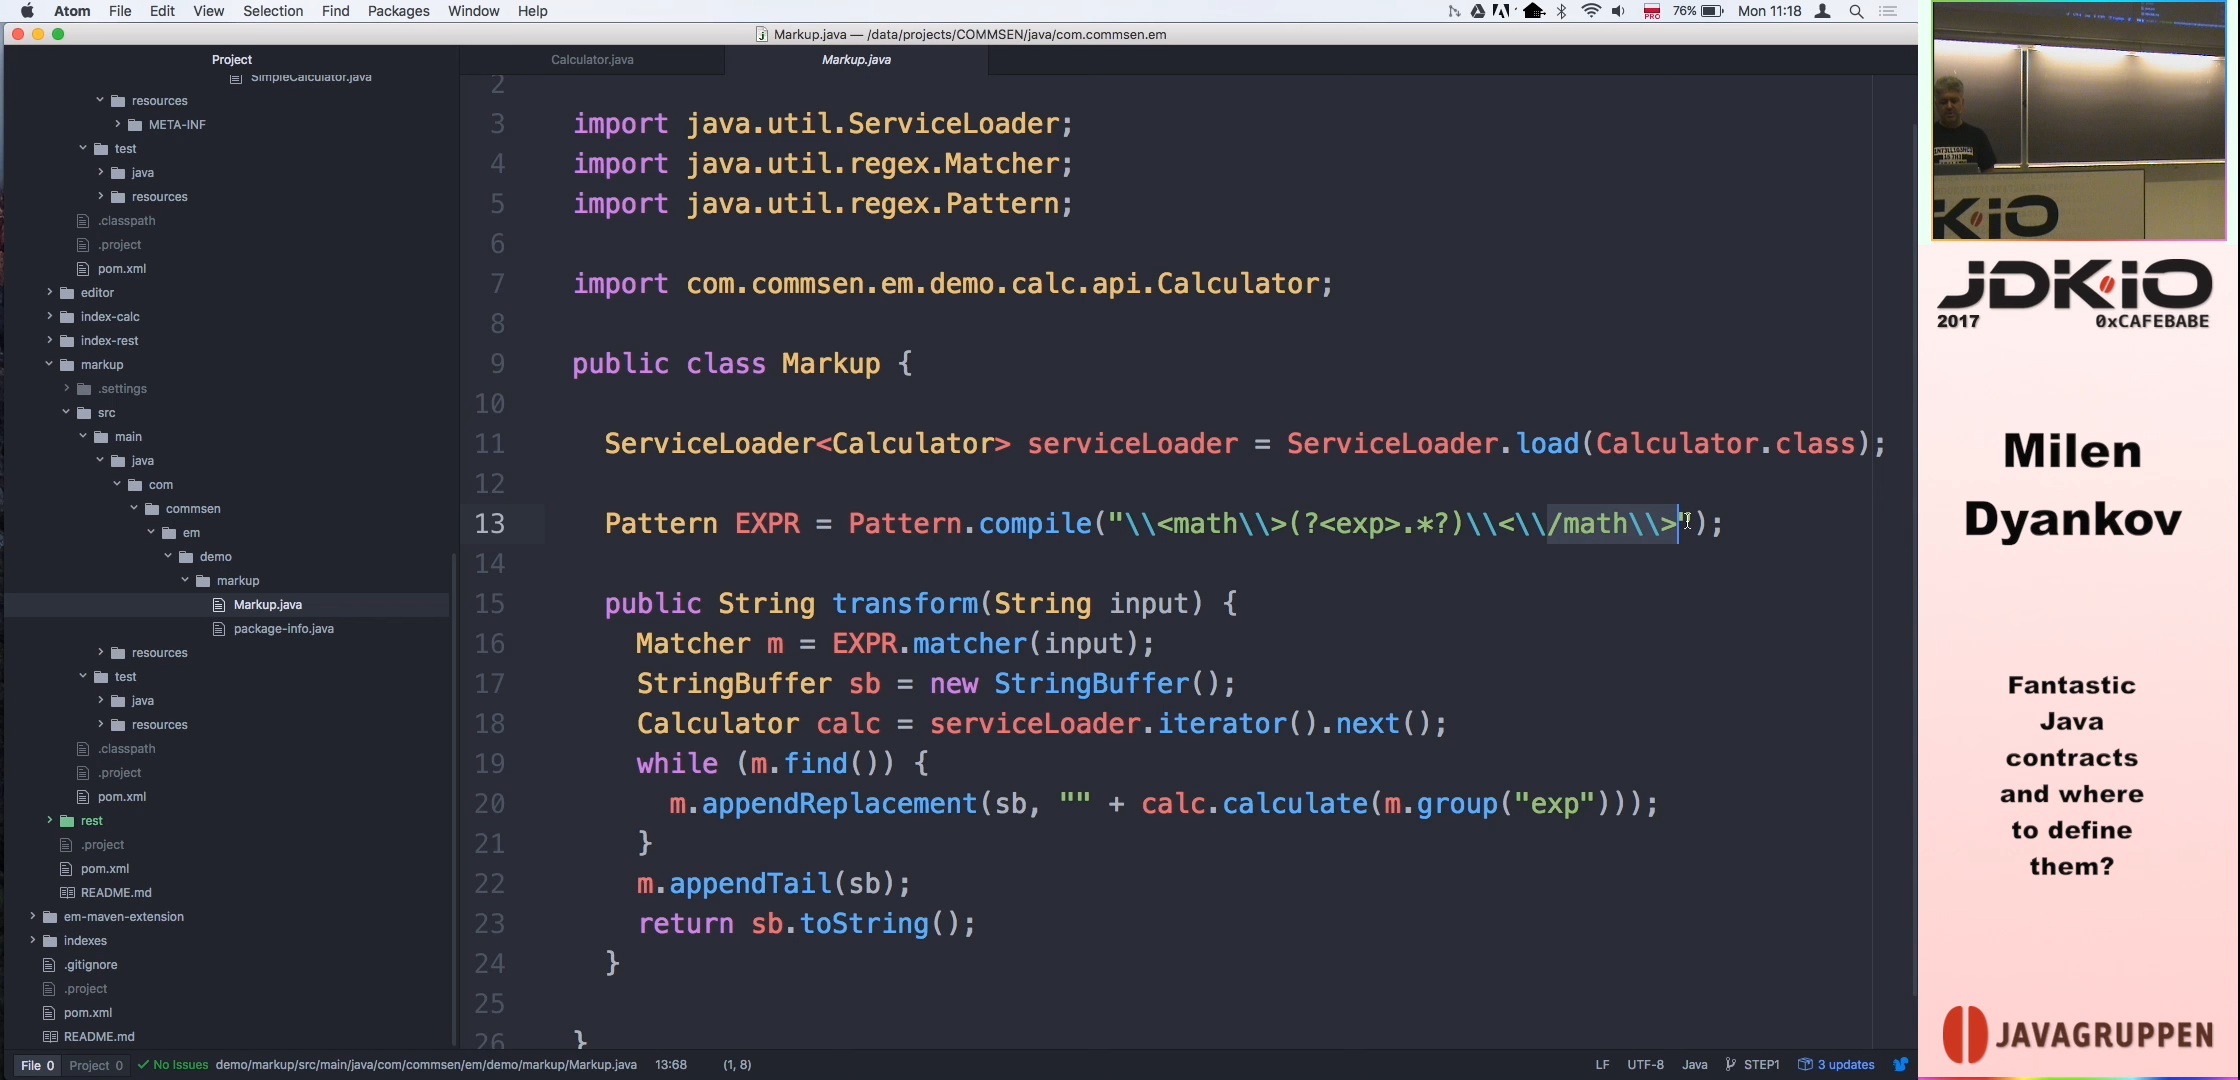 Atom File Edit View Selection Find Packages Window Help
PRO 76% Mon 11:18
Markup.java — /data/projects/COMMSEN/java/com.commsen.em
Project
Calculator.java
Markup.java
SimpleCalculator.java
resources
META-INF
test
java
resources
.classpath
.project
pom.xml
editor
index-calc
index-rest
markup
.settings
src
main
java
com
commsen
em
demo
markup
Markup.java
package-info.java
resources
test
java
resources
.classpath
.project
pom.xml
rest
.project
pom.xml
README.md
em-maven-extension
indexes
.gitignore
.project
pom.xml
README.md
2
3 import java.util.ServiceLoader;
4 import java.util.regex.Matcher;
5 import java.util.regex.Pattern;
6
7 import com.commsen.em.demo.calc.api.Calculator;
8
9 public class Markup {
10
11 ServiceLoader<Calculator> serviceLoader = ServiceLoader.load(Calculator.class);
12
13 Pattern EXPR = Pattern.compile("\\<math\\>(?<exp>.*?)\\<\\/math\\>");
14
15 public String transform(String input) {
16 Matcher m = EXPR.matcher(input);
17 StringBuffer sb = new StringBuffer();
18 Calculator calc = serviceLoader.iterator().next();
19 while (m.find()) {
20 m.appendReplacement(sb, "" + calc.calculate(m.group("exp")));
21 }
22 m.appendTail(sb);
23 return sb.toString();
24 }
25
26 }
File 0 Project 0 No Issues demo/markup/src/main/java/com/commsen/em/demo/markup/Markup.java 13:68 (1, 8)
LF UTF-8 Java STEP1 3 updates
KiO
JDKiO
2017 0xCAFEBABE
Milen
Dyankov
Fantastic
Java
contracts
and where
to define
them?
JAVAGRUPPEN